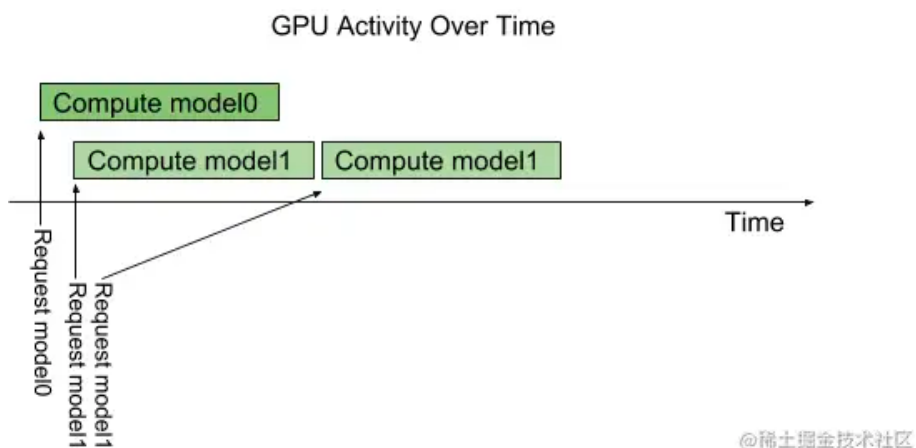 GPU Activity Over Time
Compute model0
Compute model1
Compute model1
Time
Request model0
Request model1
Request model1
@稀土掘金技术社区